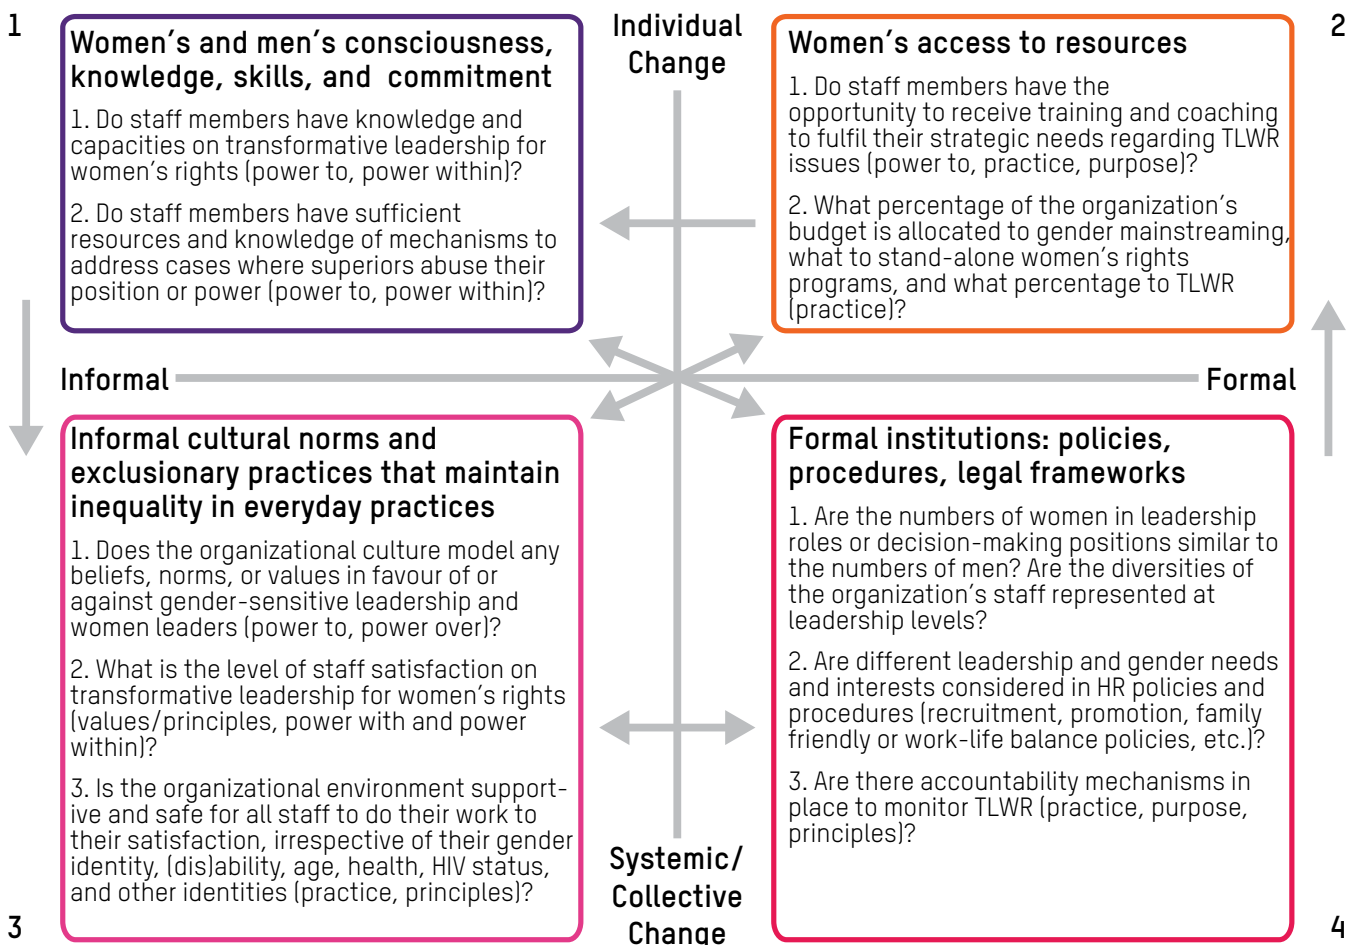 1
Women's and men's consciousness,
knowledge, skills, and commitment
1. Do staff members have knowledge and
capacities on transformative leadership for
women's rights (power to, power within)?
2. Do staff members have sufficient
resources and knowledge of mechanisms to
address cases where superiors abuse their
position or power (power to, power within)?
Individual
Change
2
Women's access to resources
1. Do staff members have the
opportunity to receive training and coaching
to fulfil their strategic needs regarding TLWR
issues (power to, practice, purpose)?
2. What percentage of the organization's
budget is allocated to gender mainstreaming,
what to stand-alone women's rights
programs, and what percentage to TLWR
(practice)?
Informal
Formal
Informal cultural norms and
exclusionary practices that maintain
inequality in everyday practices
1. Does the organizational culture model any
beliefs, norms, or values in favour of or
against gender-sensitive leadership and
women leaders (power to, power over)?
2. What is the level of staff satisfaction on
transformative leadership for women's rights
(values/principles, power with and power
within)?
3. Is the organizational environment support-
ive and safe for all staff to do their work to
their satisfaction, irrespective of their gender
identity, (dis)ability, age, health, HIV status,
and other identities (practice, principles)?
3
Systemic/
Collective
Change
Formal institutions: policies,
procedures, legal frameworks
1. Are the numbers of women in leadership
roles or decision-making positions similar to
the numbers of men? Are the diversities of
the organization's staff represented at
leadership levels?
2. Are different leadership and gender needs
and interests considered in HR policies and
procedures (recruitment, promotion, family
friendly or work-life balance policies, etc.)?
3. Are there accountability mechanisms in
place to monitor TLWR (practice, purpose,
principles)?
4